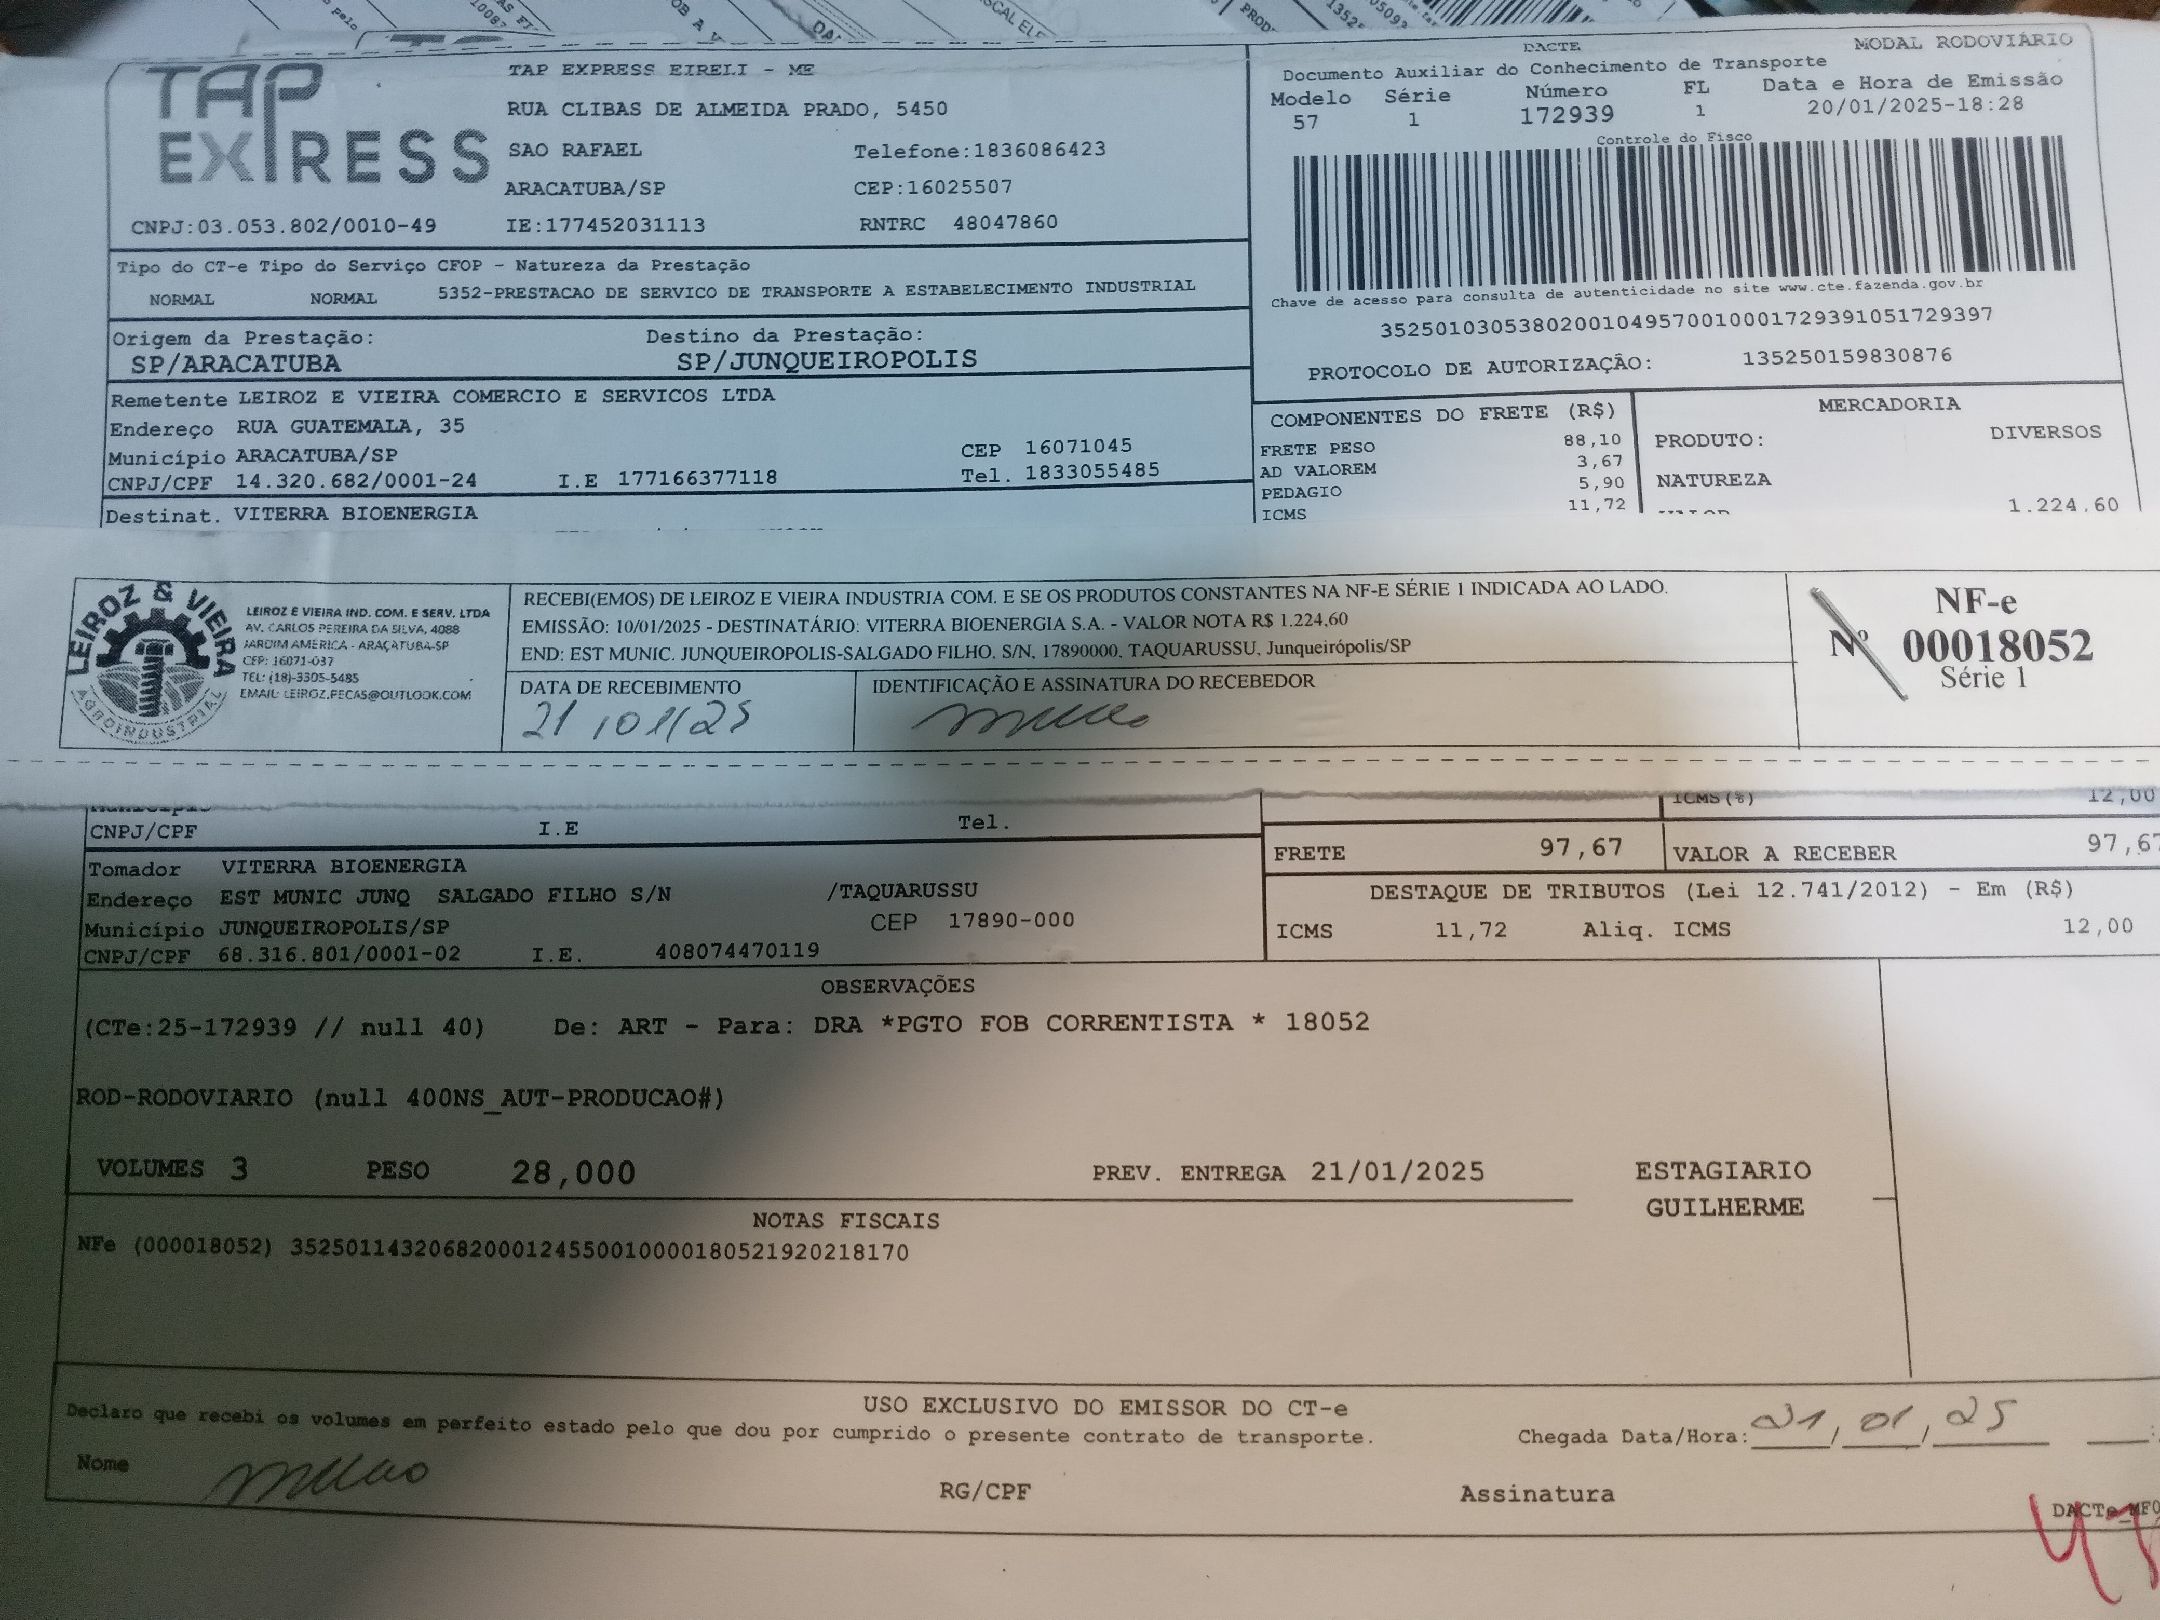 TAP EXPRESS
TAP EXPRESS EIRELI - ME
RUA CLIBAS DE ALMEIDA PRADO, 5450
SAO RAFAEL Telefone:1836086423
ARACATUBA/SP CEP:16025507
CNPJ:03.053.802/0010-49 IE:177452031113 RNTRC 48047860
DACTE MODAL RODOVIÁRIO
Documento Auxiliar do Conhecimento de Transporte
Modelo Série Número FL Data e Hora de Emissão
57 1 172939 1 20/01/2025-18:28
Controle do Fisco
Chave de acesso para consulta de autenticidade no site www.cte.fazenda.gov.br
35250103053802001049570010001729391051729397
PROTOCOLO DE AUTORIZAÇÃO: 135250159830876
Tipo do CT-e Tipo do Serviço CFOP - Natureza da Prestação
NORMAL NORMAL 5352-PRESTACAO DE SERVICO DE TRANSPORTE A ESTABELECIMENTO INDUSTRIAL
Origem da Prestação: Destino da Prestação:
SP/ARACATUBA SP/JUNQUEIROPOLIS
Remetente LEIROZ E VIEIRA COMERCIO E SERVICOS LTDA
Endereço RUA GUATEMALA, 35
Município ARACATUBA/SP CEP 16071045
CNPJ/CPF 14.320.682/0001-24 I.E 177166377118 Tel. 1833055485
Destinat. VITERRA BIOENERGIA
COMPONENTES DO FRETE (R$)
FRETE PESO 88,10
AD VALOREM 3,67
PEDAGIO 5,90
ICMS 11,72
MERCADORIA
PRODUTO: DIVERSOS
NATUREZA
1.224,60
LEIROZ & VIEIRA
AGROINDUSTRIAL
LEIROZ E VIEIRA IND. COM. E SERV. LTDA
AV. CARLOS PEREIRA DA SILVA, 4088
JARDIM AMERICA - ARAÇATUBA-SP
CEP: 16071-037
TEL: (18)-3305-5485
EMAIL: LEIROZ.PECAS@OUTLOOK.COM
RECEBI(EMOS) DE LEIROZ E VIEIRA INDUSTRIA COM. E SE OS PRODUTOS CONSTANTES NA NF-E SÉRIE 1 INDICADA AO LADO.
EMISSÃO: 10/01/2025 - DESTINATÁRIO: VITERRA BIOENERGIA S.A. - VALOR NOTA R$ 1.224,60
END: EST MUNIC. JUNQUEIROPOLIS-SALGADO FILHO, S/N, 17890000, TAQUARUSSU, Junqueirópolis/SP
DATA DE RECEBIMENTO IDENTIFICAÇÃO E ASSINATURA DO RECEBEDOR
21/01/25
NF-e
Nº 00018052
Série 1
CNPJ/CPF I.E Tel.
ICMS(%) 12,00
Tomador VITERRA BIOENERGIA
Endereço EST MUNIC JUNQ SALGADO FILHO S/N /TAQUARUSSU
Município JUNQUEIROPOLIS/SP CEP 17890-000
CNPJ/CPF 68.316.801/0001-02 I.E. 408074470119
FRETE 97,67 VALOR A RECEBER 97,67
DESTAQUE DE TRIBUTOS (Lei 12.741/2012) - Em (R$)
ICMS 11,72 Aliq. ICMS 12,00
OBSERVAÇÕES
(CTe:25-172939 // null 40) De: ART - Para: DRA *PGTO FOB CORRENTISTA * 18052
ROD-RODOVIARIO (null 400NS_AUT-PRODUCAO#)
VOLUMES 3 PESO 28,000 PREV. ENTREGA 21/01/2025 ESTAGIARIO
GUILHERME
NOTAS FISCAIS
NFe (000018052) 35250114320682000124550010000180521920218170
USO EXCLUSIVO DO EMISSOR DO CT-e
Declaro que recebi os volumes em perfeito estado pelo que dou por cumprido o presente contrato de transporte.
Chegada Data/Hora: 21/01/25
Nome RG/CPF Assinatura